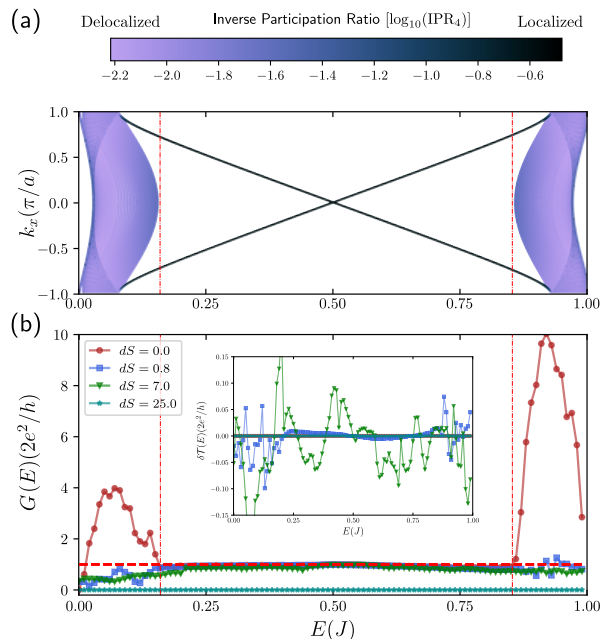 (a)
Delocalized
Inverse Participation Ratio [log₁₀(IPR₄)]
Localized
−2.2 −2.0 −1.8 −1.6 −1.4 −1.2 −1.0 −0.8 −0.6
k_x(π/a)
1.0
0.5
0.0
−0.5
−1.0
0.00 0.25 0.50 0.75 1.00
(b)
G(E)(2e²/h)
10
8
6
4
2
0
dS = 0.0
dS = 0.8
dS = 7.0
dS = 25.0
δT(E)(2e²/h)
0.15
0.10
0.05
0.00
−0.05
−0.10
−0.15
0.00 0.25 0.50 0.75 1.00
E(J)
0.00 0.25 0.50 0.75 1.00
E(J)